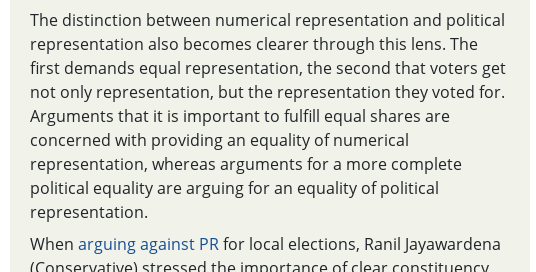 The distinction between numerical representation and political
representation also becomes clearer through this lens. The
first demands equal representation, the second that voters get
not only representation, but the representation they voted for.
Arguments that it is important to fulfill equal shares are
concerned with providing an equality of numerical
representation, whereas arguments for a more complete
political equality are arguing for an equality of political
representation.
When arguing against PR for local elections, Ranil Jayawardena
(Conservative) stressed the importance of clear constituency